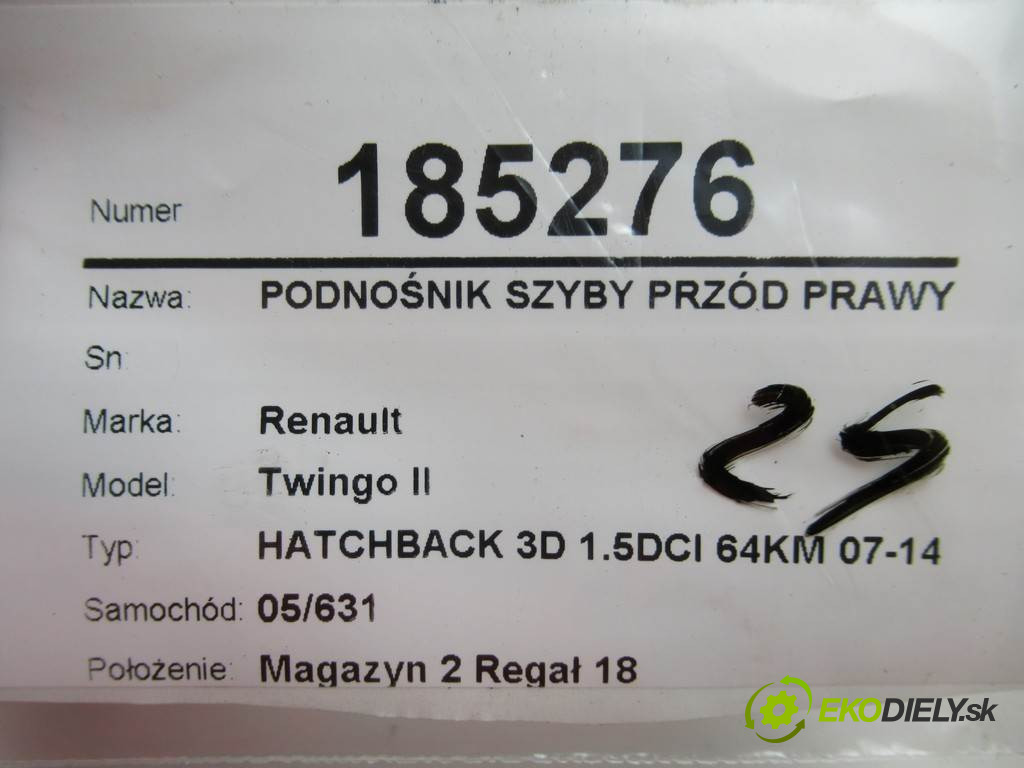 Numer 185276
Nazwa: PODNOŚNIK SZYBY PRZÓD PRAWY
Sn:
Marka: Renault
Model: Twingo II
Typ: HATCHBACK 3D 1.5DCI 64KM 07-14
Samochód: 05/631
Położenie: Magazyn 2 Regał 18
25
EKODIELY.sk